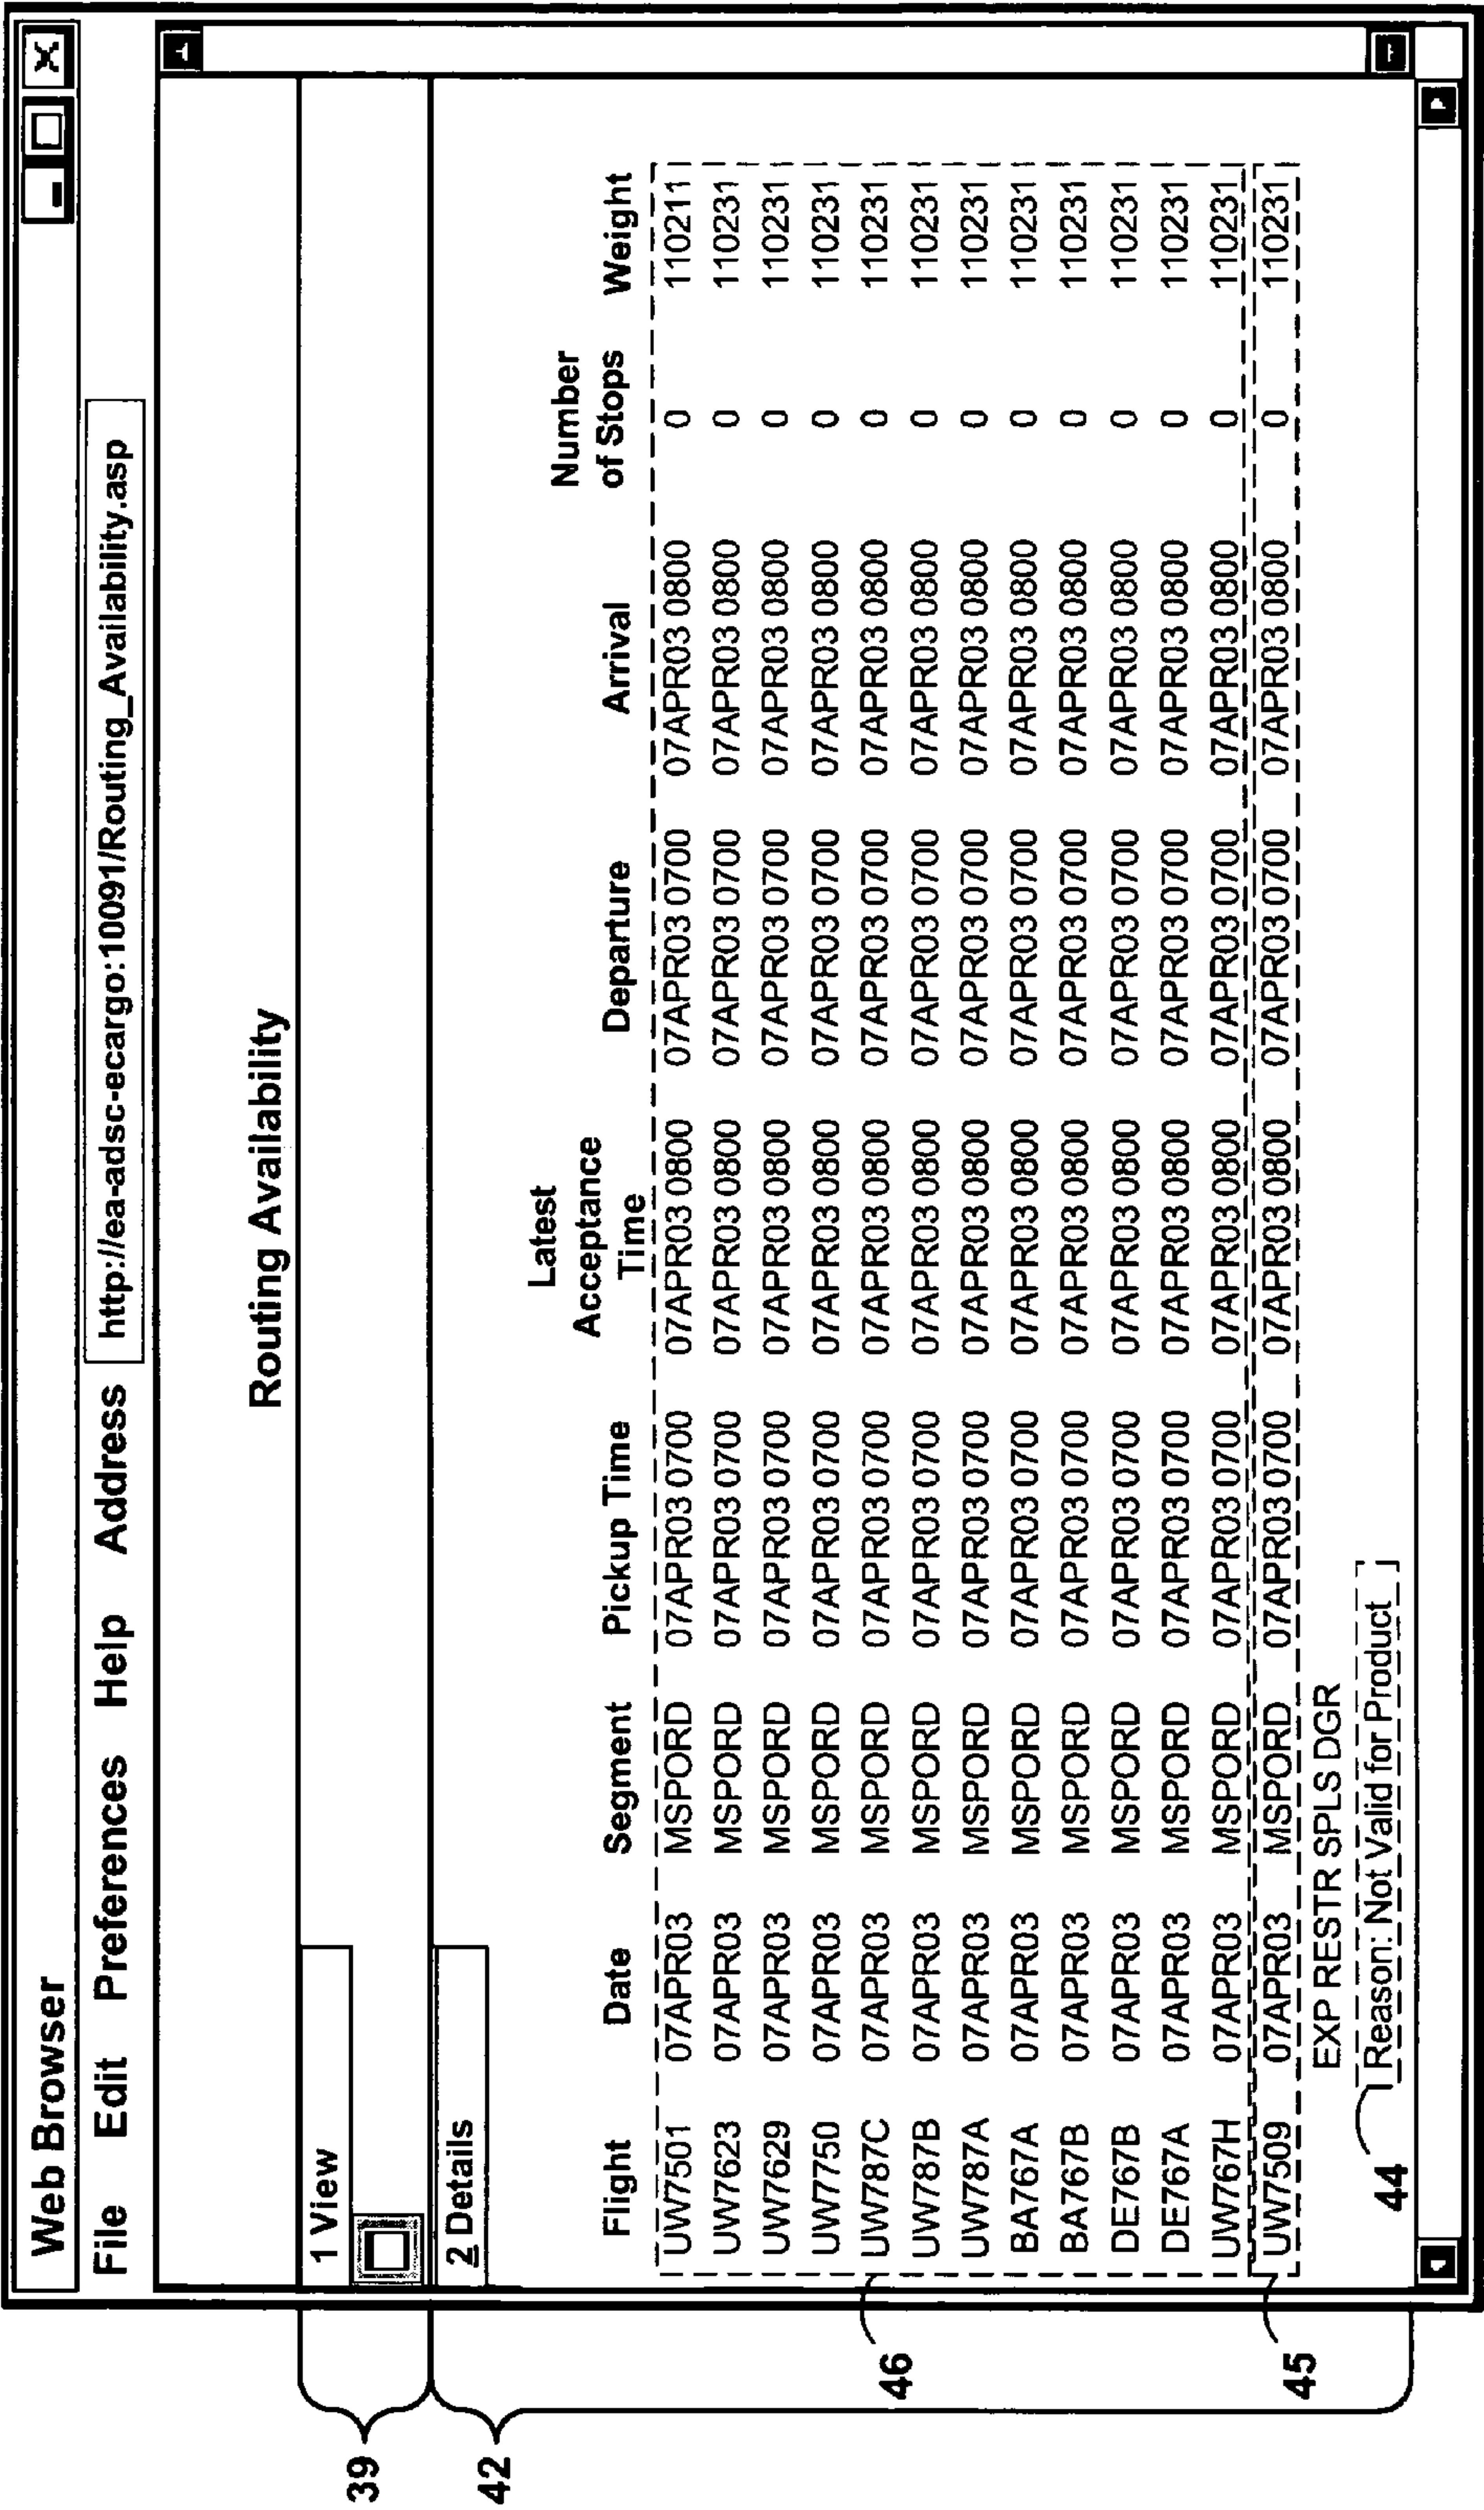 Web Browser
File Edit Preferences Help Address http://ea-adsc-ecargo:10091/Routing_Availability.asp
Routing Availability
39
1 View
42
2 Details
Latest
Acceptance
Time
Number
of Stops
Flight Date Segment Pickup Time Departure Arrival Weight
UW7501 07APR03 MSPORD 07APR03 0700 07APR03 0800 07APR03 0700 07APR03 0800 0 110211
UW7623 07APR03 MSPORD 07APR03 0700 07APR03 0800 07APR03 0700 07APR03 0800 0 110231
UW7629 07APR03 MSPORD 07APR03 0700 07APR03 0800 07APR03 0700 07APR03 0800 0 110231
UW7750 07APR03 MSPORD 07APR03 0700 07APR03 0800 07APR03 0700 07APR03 0800 0 110231
UW787C 07APR03 MSPORD 07APR03 0700 07APR03 0800 07APR03 0700 07APR03 0800 0 110231
46
UW787B 07APR03 MSPORD 07APR03 0700 07APR03 0800 07APR03 0700 07APR03 0800 0 110231
UW787A 07APR03 MSPORD 07APR03 0700 07APR03 0800 07APR03 0700 07APR03 0800 0 110231
BA767A 07APR03 MSPORD 07APR03 0700 07APR03 0800 07APR03 0700 07APR03 0800 0 110231
BA767B 07APR03 MSPORD 07APR03 0700 07APR03 0800 07APR03 0700 07APR03 0800 0 110231
DE767B 07APR03 MSPORD 07APR03 0700 07APR03 0800 07APR03 0700 07APR03 0800 0 110231
DE767A 07APR03 MSPORD 07APR03 0700 07APR03 0800 07APR03 0700 07APR03 0800 0 110231
UW767H 07APR03 MSPORD 07APR03 0700 07APR03 0800 07APR03 0700 07APR03 0800 0 110231
UW7509 07APR03 MSPORD 07APR03 0700 07APR03 0800 07APR03 0700 07APR03 0800 0 110231
45
EXP RESTR SPLS DGR
Reason: Not Valid for Product
44